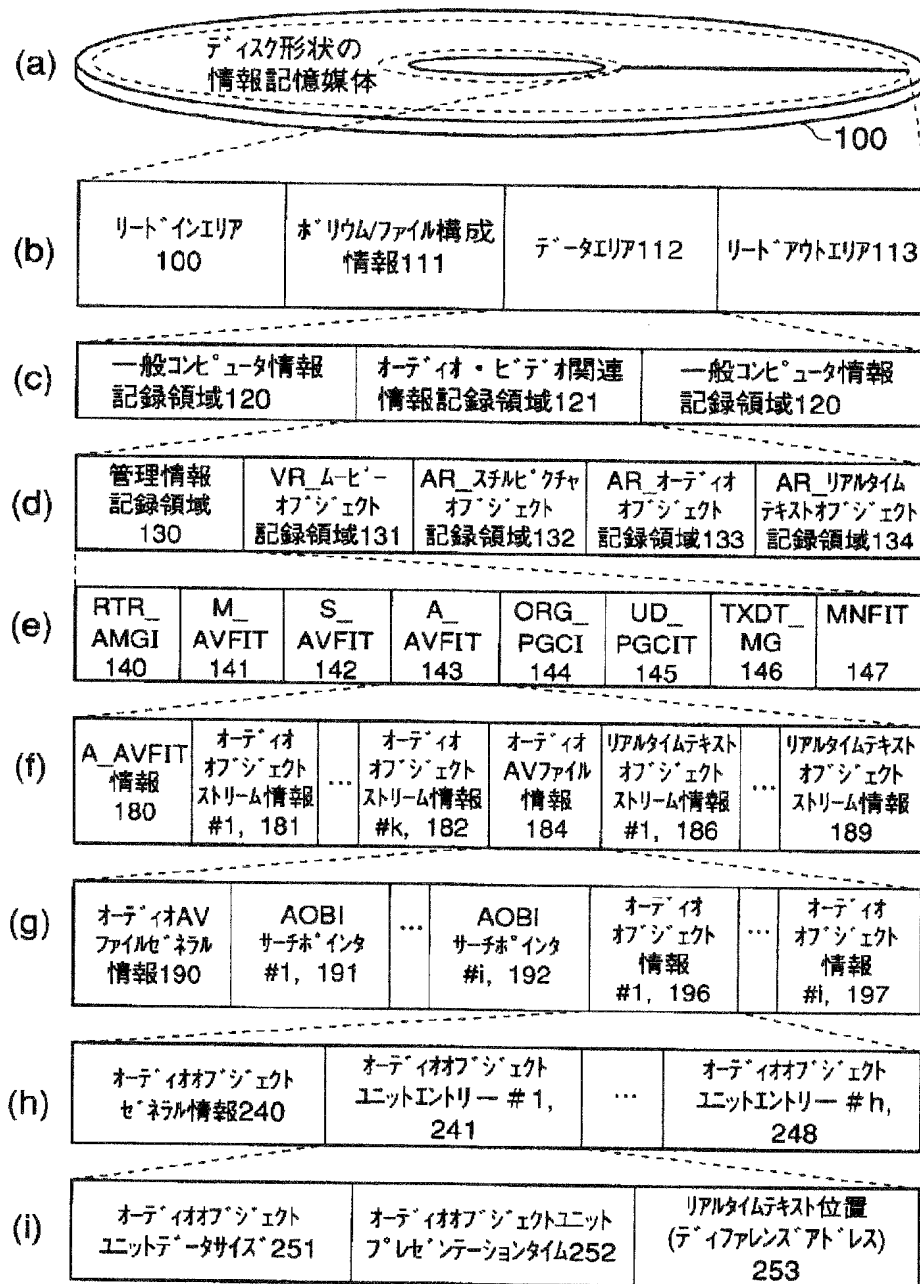 (a)
ディスク形状の
情報記憶媒体
100
(b)
リードインエリア
100
ボリウム/ファイル構成
情報111
データエリア112
リードアウトエリア113
(c)
一般コンピュータ情報
記録領域120
オーディオ・ビデオ関連
情報記録領域121
一般コンピュータ情報
記録領域120
(d)
管理情報
記録領域
130
VR_ムービー
オブジェクト
記録領域131
AR_スチルピクチャ
オブジェクト
記録領域132
AR_オーディオ
オブジェクト
記録領域133
AR_リアルタイム
テキストオブジェクト
記録領域134
(e)
RTR_
AMGI
140
M_
AVFIT
141
S_
AVFIT
142
A_
AVFIT
143
ORG_
PGCI
144
UD_
PGCIT
145
TXDT_
MG
146
MNFIT
147
(f)
A_AVFIT
情報
180
オーディオ
オブジェクト
ストリーム情報
#1, 181
...
オーディオ
オブジェクト
ストリーム情報
#k, 182
オーディオ
AVファイル
情報
184
リアルタイムテキスト
オブジェクト
ストリーム情報
#1, 186
...
リアルタイムテキスト
オブジェクト
ストリーム情報
189
(g)
オーディオAV
ファイルゼネラル
情報190
AOBI
サーチポインタ
#1, 191
...
AOBI
サーチポインタ
#i, 192
オーディオ
オブジェクト
情報
#1, 196
...
オーディオ
オブジェクト
情報
#i, 197
(h)
オーディオオブジェクト
ゼネラル情報240
オーディオオブジェクト
ユニットエントリー #1,
241
...
オーディオオブジェクト
ユニットエントリー #h,
248
(i)
オーディオオブジェクト
ユニットデータサイズ251
オーディオオブジェクトユニット
プレゼンテーションタイム252
リアルタイムテキスト位置
(ディファレンズアドレス)
253